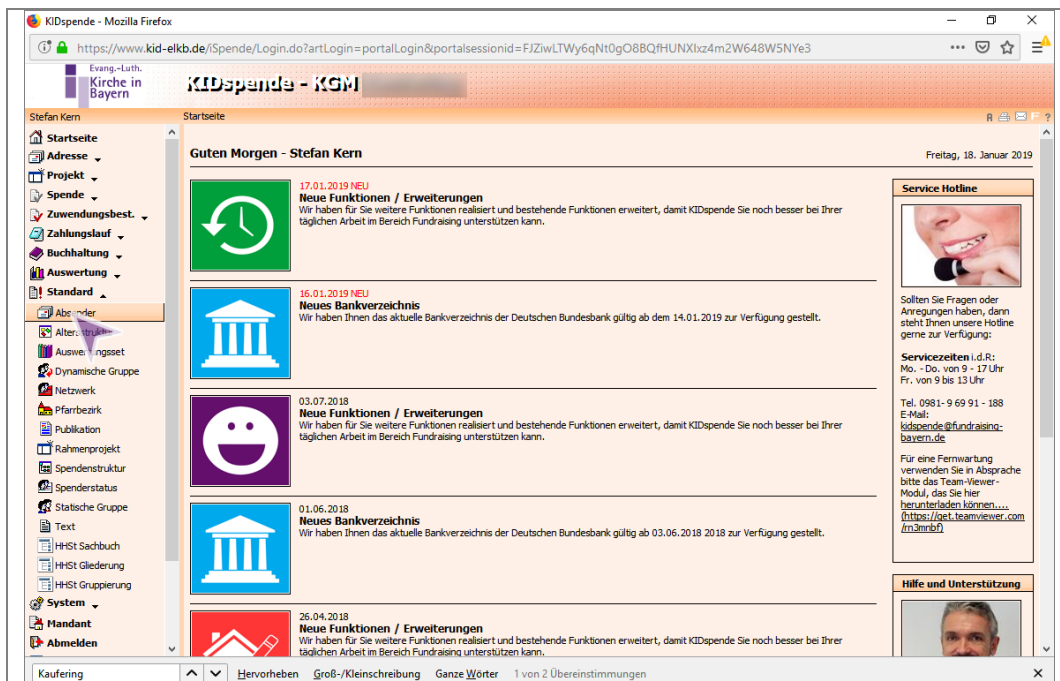 KIDspende - Mozilla Firefox
https://www.kid-elkb.de/iSpende/Login.do?artLogin=portalLogin&portalsessionid=FJZiwLTWy6qNt0gO8BQfHUNXIxz4m2W648W5NYe3
Evang.-Luth.
Kirche in
Bayern
KIDspende - KGM
Stefan Kern
Startseite
Startseite
Adresse
Projekt
Spende
Zuwendungsbest.
Zahlungslauf
Buchhaltung
Auswertung
Standard
Absender
Altersstruktur
Auswertungsset
Dynamische Gruppe
Netzwerk
Pfarrbezirk
Publikation
Rahmenprojekt
Spendenstruktur
Spenderstatus
Statische Gruppe
Text
HHSt Sachbuch
HHSt Gliederung
HHSt Gruppierung
System
Mandant
Abmelden
Guten Morgen - Stefan Kern
Freitag, 18. Januar 2019
17.01.2019 NEU
Neue Funktionen / Erweiterungen
Wir haben für Sie weitere Funktionen realisiert und bestehende Funktionen erweitert, damit KIDspende Sie noch besser bei Ihrer
täglichen Arbeit im Bereich Fundraising unterstützen kann.
16.01.2019 NEU
Neues Bankverzeichnis
Wir haben Ihnen das aktuelle Bankverzeichnis der Deutschen Bundesbank gültig ab dem 14.01.2019 zur Verfügung gestellt.
03.07.2018
Neue Funktionen / Erweiterungen
Wir haben für Sie weitere Funktionen realisiert und bestehende Funktionen erweitert, damit KIDspende Sie noch besser bei Ihrer
täglichen Arbeit im Bereich Fundraising unterstützen kann.
01.06.2018
Neues Bankverzeichnis
Wir haben Ihnen das aktuelle Bankverzeichnis der Deutschen Bundesbank gültig ab 03.06.2018 2018 zur Verfügung gestellt.
26.04.2018
Neue Funktionen / Erweiterungen
Wir haben für Sie weitere Funktionen realisiert und bestehende Funktionen erweitert, damit KIDspende Sie noch besser bei Ihrer
täglichen Arbeit im Bereich Fundraising unterstützen kann.
Service Hotline
Sollten Sie Fragen oder
Anregungen haben, dann
steht Ihnen unsere Hotline
gerne zur Verfügung:
Servicezeiten i.d.R:
Mo. - Do. von 9 - 17 Uhr
Fr. von 9 bis 13 Uhr
Tel. 0981- 9 69 91 - 188
E-Mail:
kidspende@fundraising-
bayern.de
Für eine Fernwartung
verwenden Sie in Absprache
bitte das Team-Viewer-
Modul, das Sie hier
herunterladen können....
(https://get.teamviewer.com
/rn3mnbf)
Hilfe und Unterstützung
Kaufering
Hervorheben Groß-/Kleinschreibung Ganze Wörter 1 von 2 Übereinstimmungen